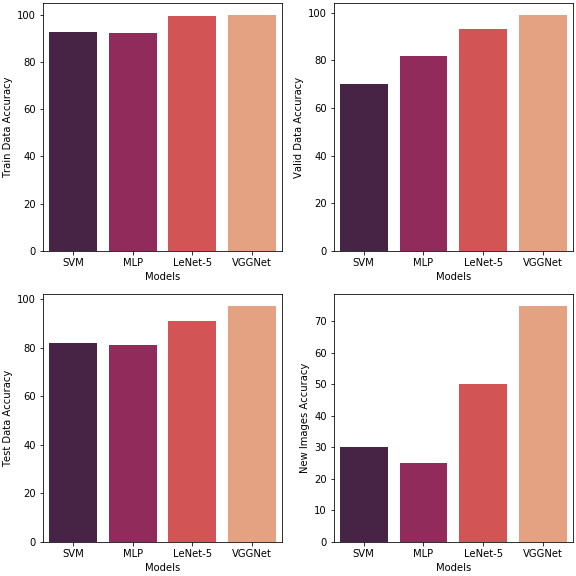 Train Data Accuracy
100
80
60
40
20
0
SVM MLP LeNet-5 VGGNet
Models
Valid Data Accuracy
100
80
60
40
20
0
SVM MLP LeNet-5 VGGNet
Models
Test Data Accuracy
100
80
60
40
20
0
SVM MLP LeNet-5 VGGNet
Models
New Images Accuracy
70
60
50
40
30
20
10
0
SVM MLP LeNet-5 VGGNet
Models